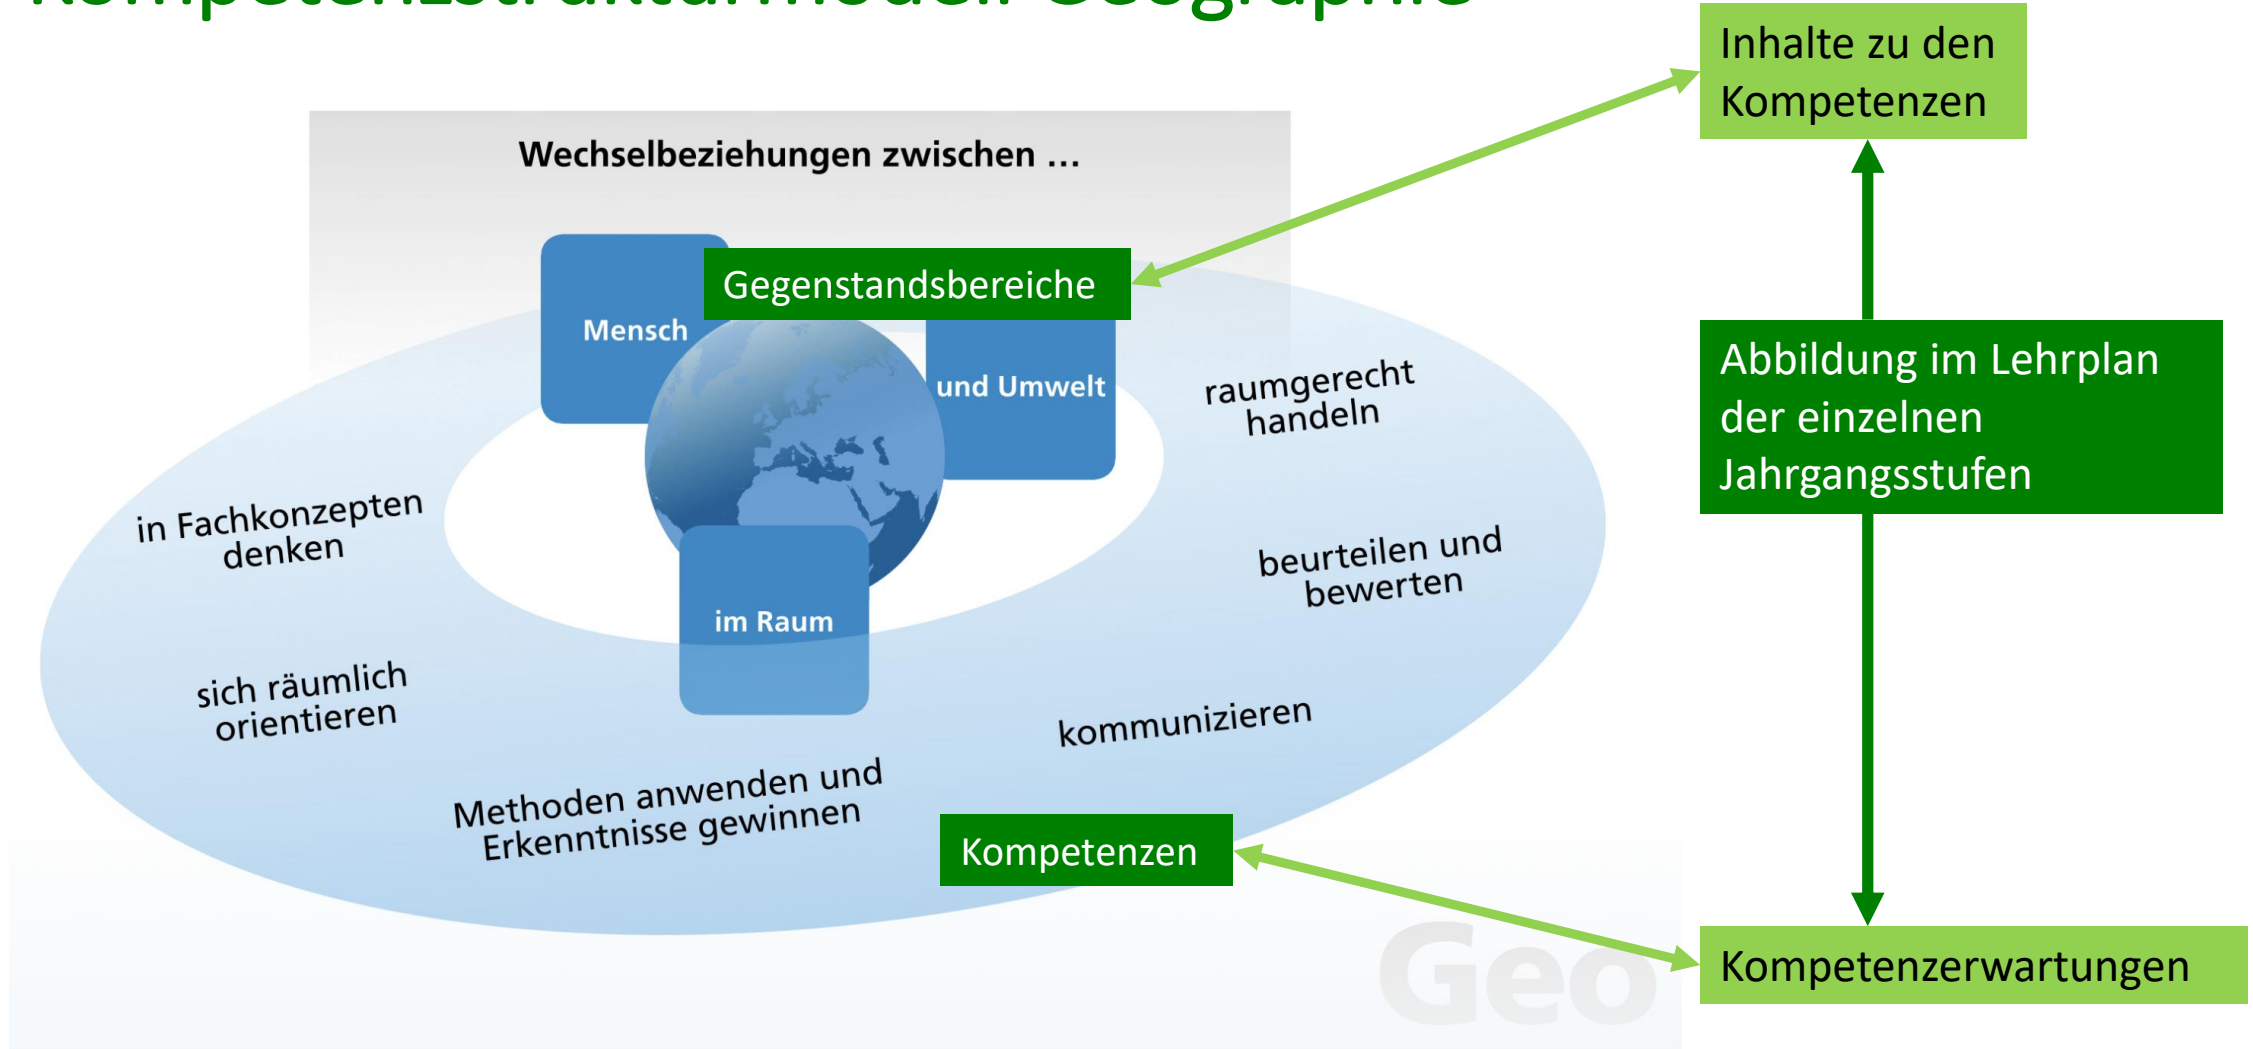 Kompetenzstrukturmodell Geographie
Inhalte zu den
Kompetenzen
Wechselbeziehungen zwischen ...
Gegenstandsbereiche
Mensch
und Umwelt
im Raum
raumgerecht
handeln
Abbildung im Lehrplan
der einzelnen
Jahrgangsstufen
in Fachkonzepten
denken
beurteilen und
bewerten
sich räumlich
orientieren
kommunizieren
Methoden anwenden und
Erkenntnisse gewinnen
Kompetenzen
Kompetenzerwartungen
Geo